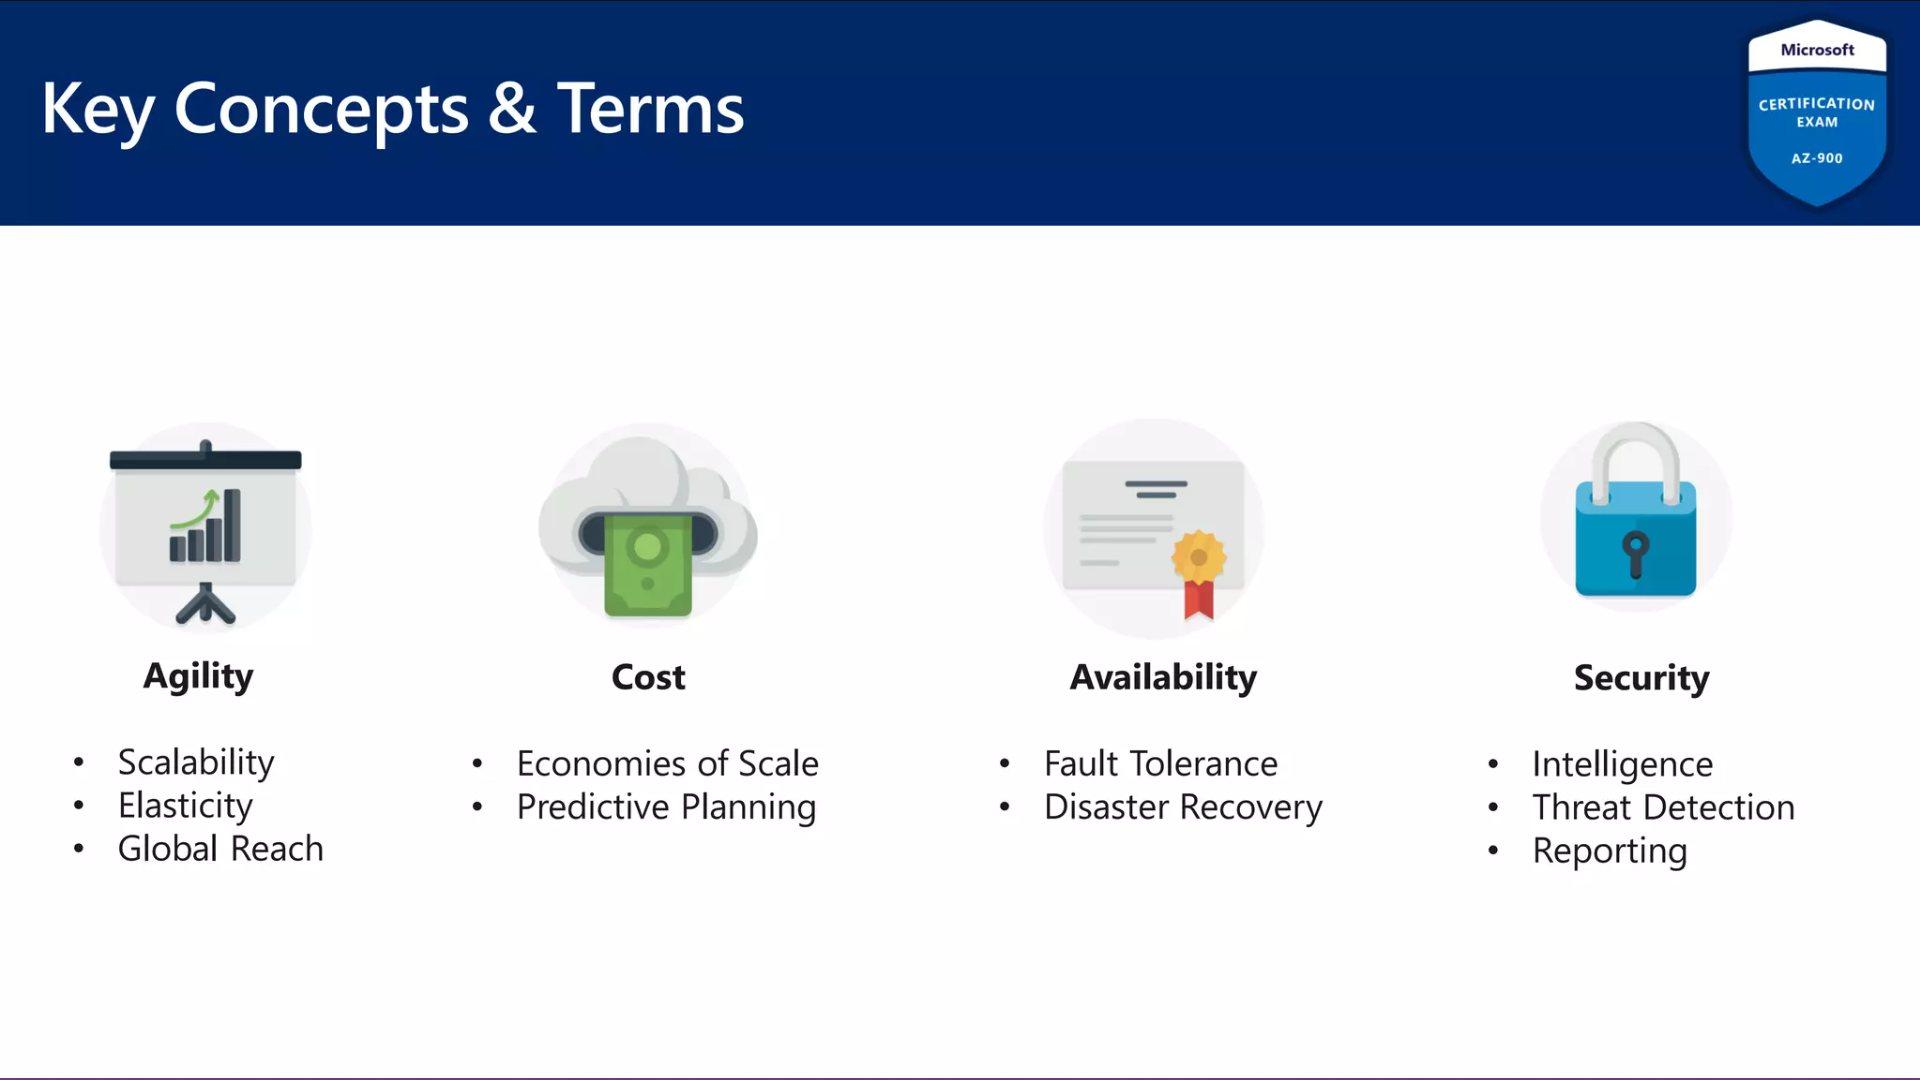 Key Concepts & Terms
Microsoft
CERTIFICATION
EXAM
AZ-900
Agility
• Scalability
• Elasticity
• Global Reach
Cost
• Economies of Scale
• Predictive Planning
Availability
• Fault Tolerance
• Disaster Recovery
Security
• Intelligence
• Threat Detection
• Reporting